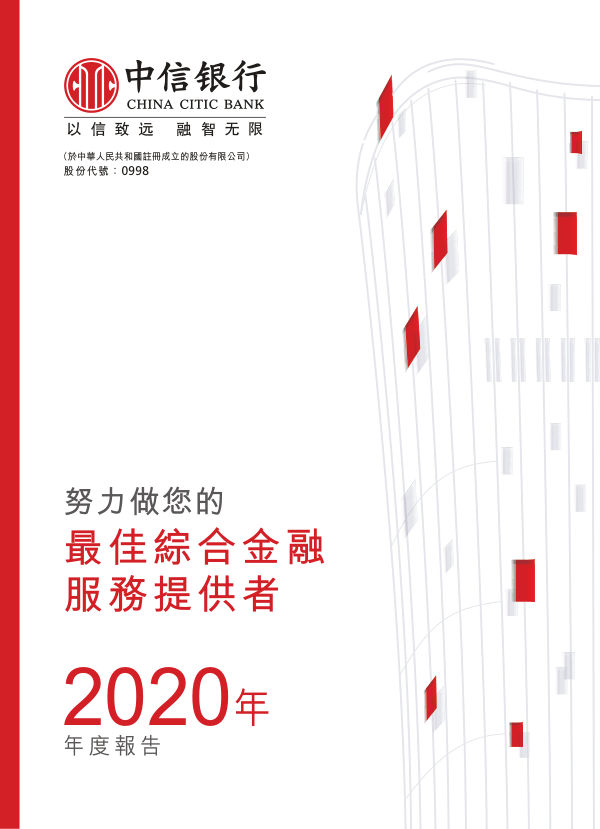 中信银行
CHINA CITIC BANK
以信致远 融智无限
(於中華人民共和國註冊成立的股份有限公司)
股份代號：0998
努力做您的
最佳綜合金融
服務提供者
2020年
年度報告